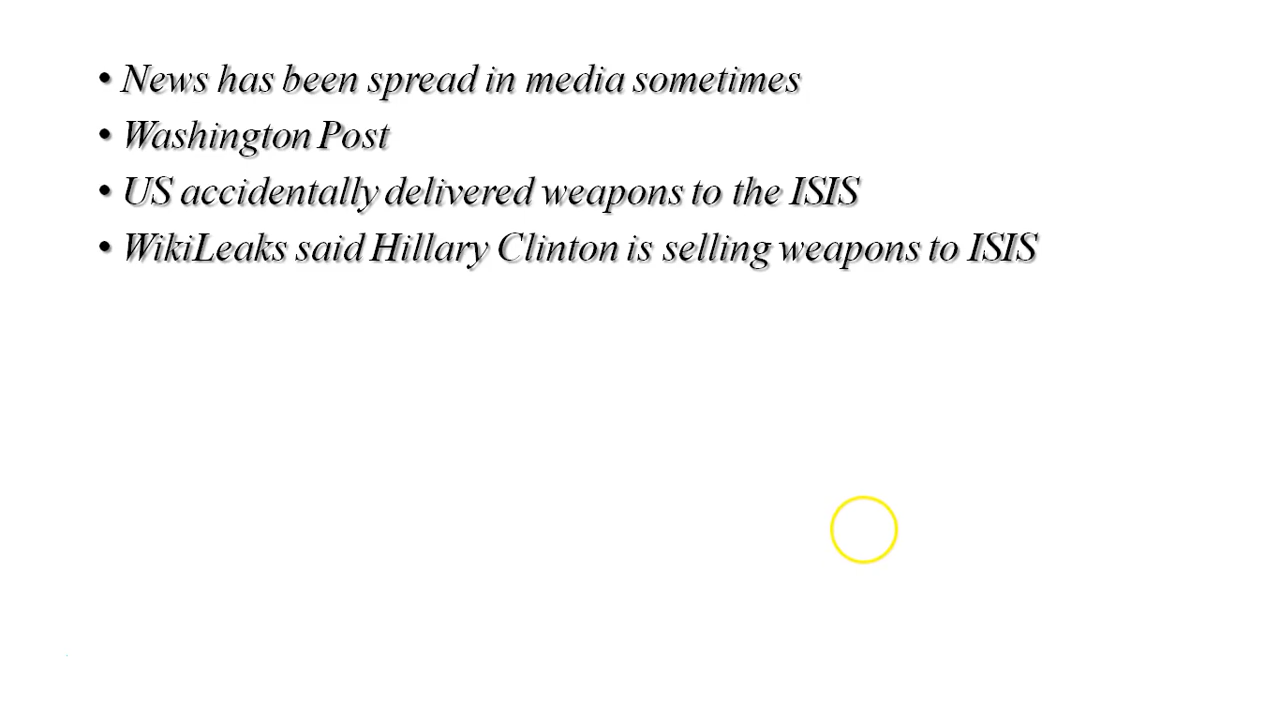 • News has been spread in media sometimes
• Washington Post
• US accidentally delivered weapons to the ISIS
• WikiLeaks said Hillary Clinton is selling weapons to ISIS